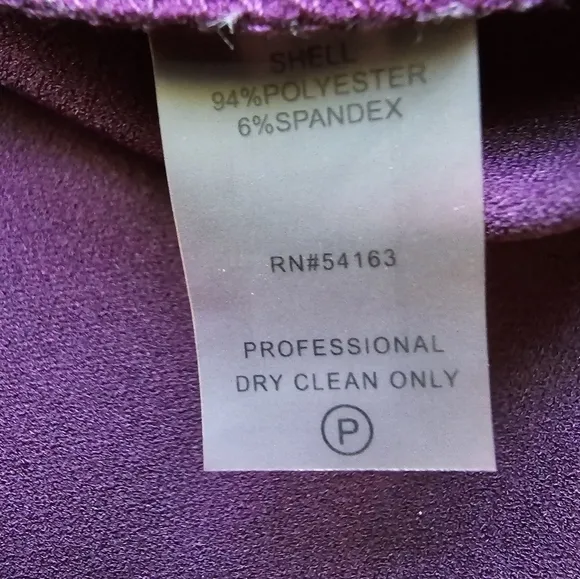 SHELL
94%POLYESTER
6%SPANDEX
RN#54163
PROFESSIONAL
DRY CLEAN ONLY
P